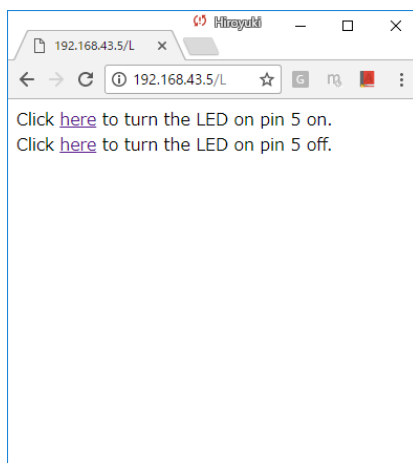 Hiroyuki
192.168.43.5/L
192.168.43.5/L
Click here to turn the LED on pin 5 on.
Click here to turn the LED on pin 5 off.